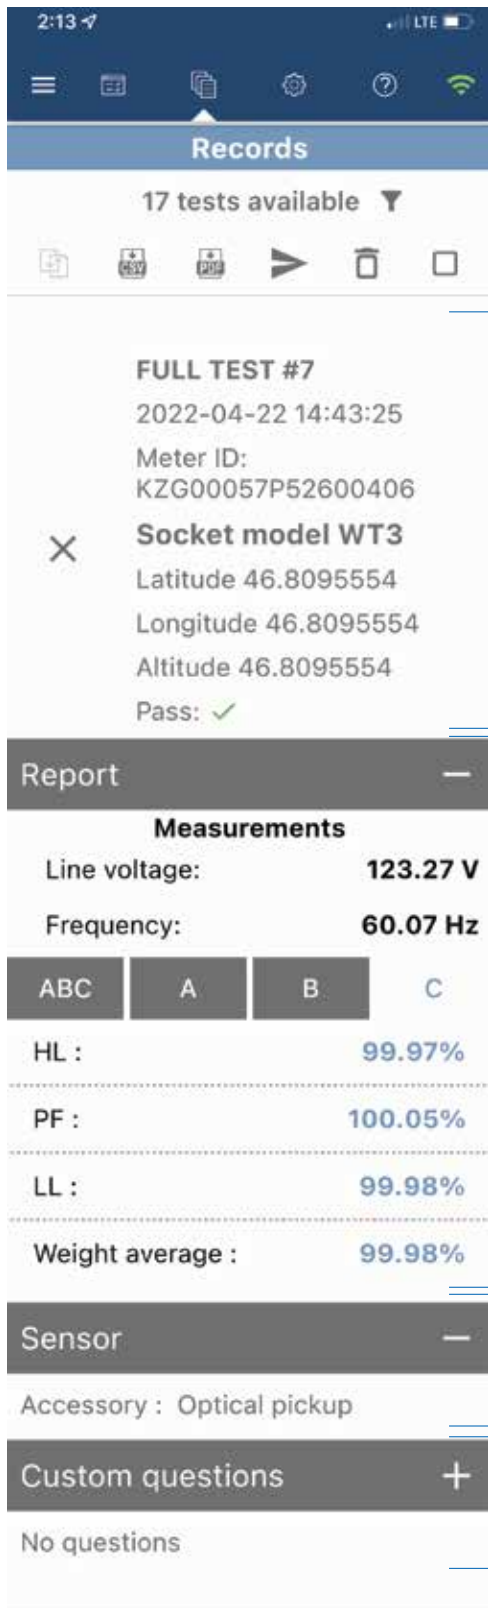 2:13
LTE
Records
17 tests available
CSV
PDF
FULL TEST #7
2022-04-22 14:43:25
Meter ID:
KZG00057P52600406
Socket model WT3
Latitude 46.8095554
Longitude 46.8095554
Altitude 46.8095554
Pass: ✓
Report —
Measurements
Line voltage: 123.27 V
Frequency: 60.07 Hz
ABC A B C
HL : 99.97%
PF : 100.05%
LL : 99.98%
Weight average : 99.98%
Sensor —
Accessory : Optical pickup
Custom questions +
No questions